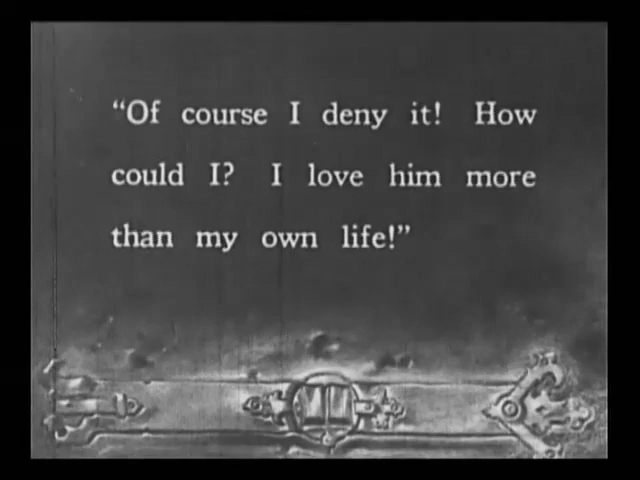 “Of course I deny it! How
could I? I love him more
than my own life!”